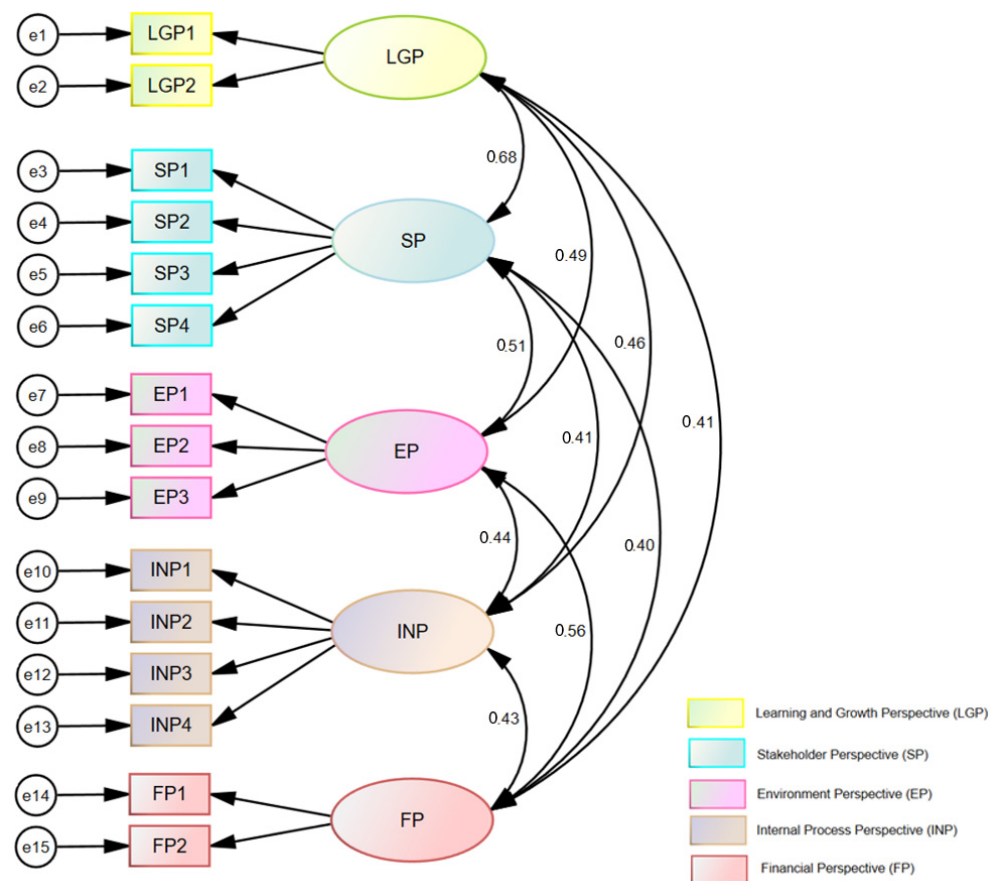 e1 LGP1 LGP
e2 LGP2
0.68
e3 SP1
e4 SP2 SP
e5 SP3 0.49
e6 SP4
0.51 0.46
e7 EP1
e8 EP2 EP 0.41 0.41
e9 EP3
0.44 0.40
e10 INP1
e11 INP2 INP 0.56
e12 INP3
e13 INP4 0.43
Learning and Growth Perspective (LGP)
Stakeholder Perspective (SP)
e14 FP1 Environment Perspective (EP)
FP
e15 FP2 Internal Process Perspective (INP)
Financial Perspective (FP)